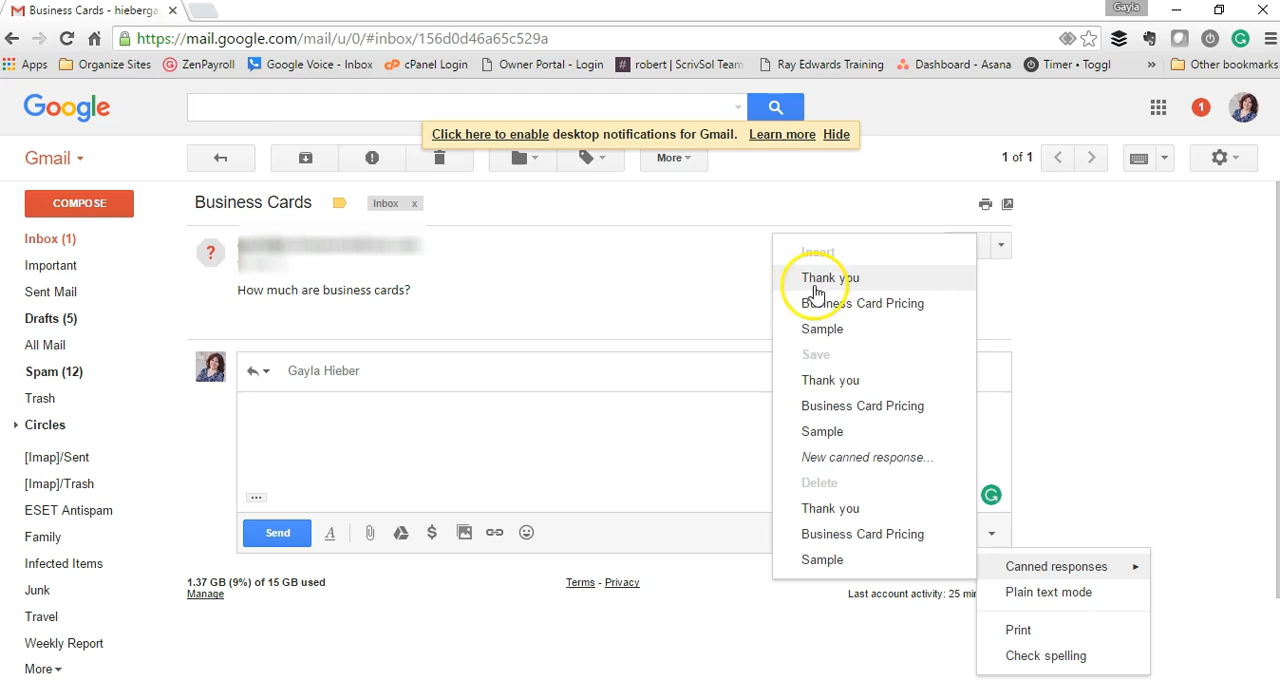 Business Cards - hieberga
Gayla
https://mail.google.com/mail/u/0/#inbox/156d0d46a65c529a
Apps Organize Sites ZenPayroll Google Voice - Inbox cPanel Login Owner Portal - Login robert | ScrivSol Team Ray Edwards Training Dashboard - Asana Timer • Toggl » Other bookmarks
Google
1
Click here to enable desktop notifications for Gmail. Learn more Hide
Gmail
More
1 of 1
COMPOSE
Business Cards
Inbox x
Inbox (1)
Important
Sent Mail
Drafts (5)
All Mail
Spam (12)
Trash
Circles
[Imap]/Sent
[Imap]/Trash
ESET Antispam
Family
Infected Items
Junk
Travel
Weekly Report
More
?
How much are business cards?
Gayla Hieber
...
Send
A
$
Insert
Thank you
Business Card Pricing
Sample
Save
Thank you
Business Card Pricing
Sample
New canned response...
Delete
Thank you
Business Card Pricing
Sample
Canned responses
Plain text mode
Print
Check spelling
1.37 GB (9%) of 15 GB used
Manage
Terms - Privacy
Last account activity: 25